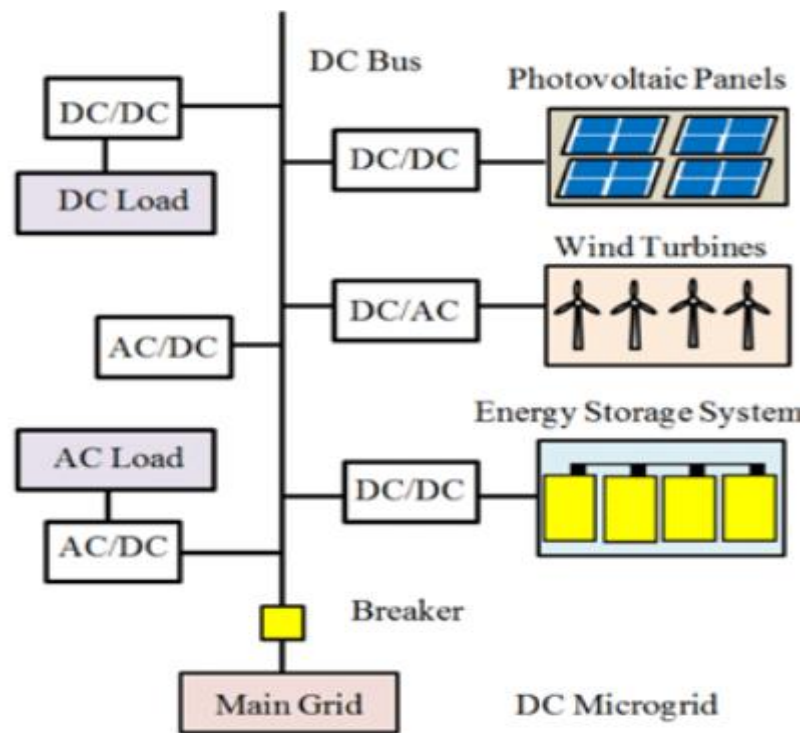 DC Bus
Photovoltaic Panels
DC/DC
DC/DC
DC Load
Wind Turbines
DC/AC
AC/DC
Energy Storage System
AC Load
DC/DC
AC/DC
Breaker
Main Grid
DC Microgrid